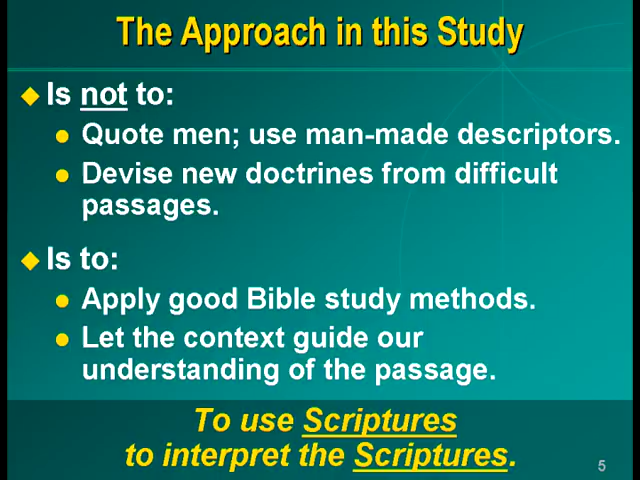 The Approach in this Study
Is not to:
Quote men; use man-made descriptors.
Devise new doctrines from difficult
passages.
Is to:
Apply good Bible study methods.
Let the context guide our
understanding of the passage.
To use Scriptures
to interpret the Scriptures.
5